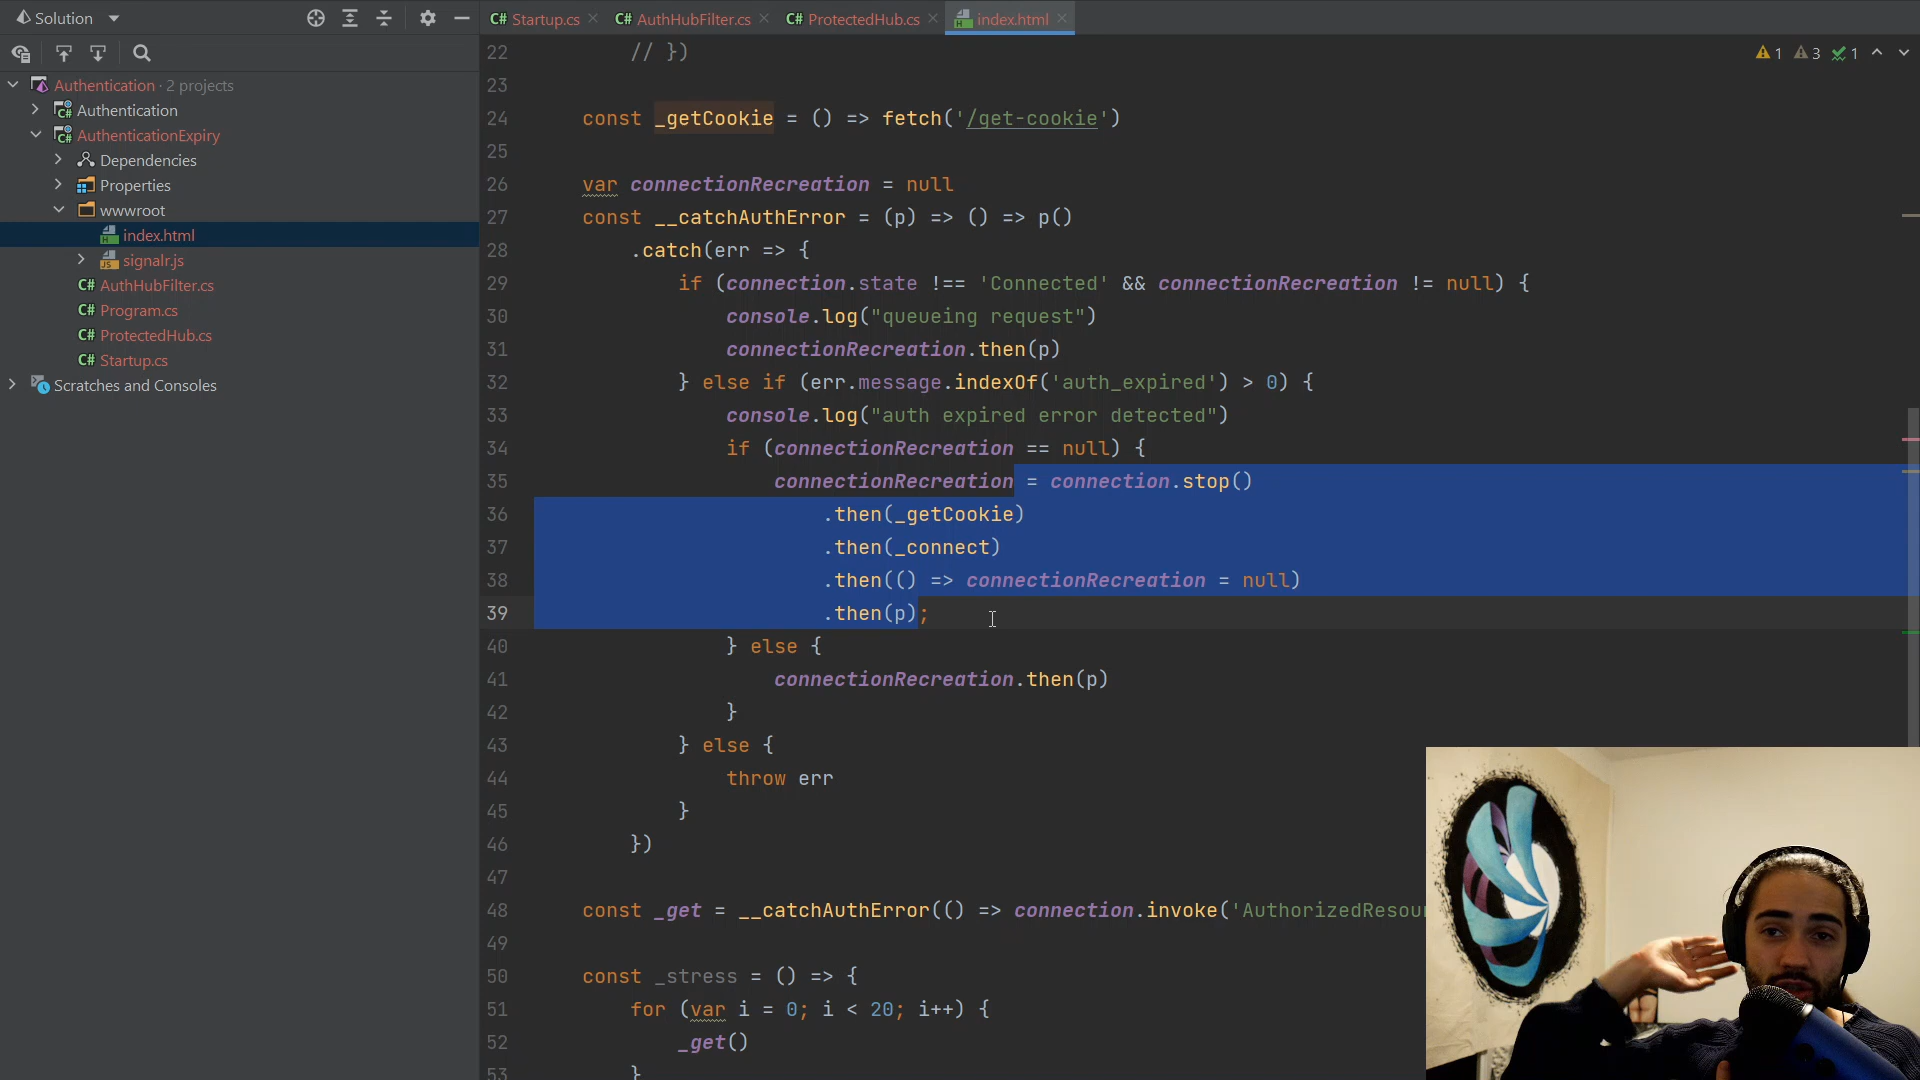 Solution
Startup.cs
AuthHubFilter.cs
ProtectedHub.cs
index.html
Authentication · 2 projects
Authentication
AuthenticationExpiry
Dependencies
Properties
wwwroot
index.html
signalr.js
C# AuthHubFilter.cs
C# Program.cs
C# ProtectedHub.cs
C# Startup.cs
Scratches and Consoles
1 3 1
22 // })
23
24 const _getCookie = () => fetch('/get-cookie')
25
26 var connectionRecreation = null
27 const __catchAuthError = (p) => () => p()
28 .catch(err => {
29 if (connection.state !== 'Connected' && connectionRecreation != null) {
30 console.log("queueing request")
31 connectionRecreation.then(p)
32 } else if (err.message.indexOf('auth_expired') > 0) {
33 console.log("auth expired error detected")
34 if (connectionRecreation == null) {
35 connectionRecreation = connection.stop()
36 .then(_getCookie)
37 .then(_connect)
38 .then(() => connectionRecreation = null)
39 .then(p);
40 } else {
41 connectionRecreation.then(p)
42 }
43 } else {
44 throw err
45 }
46 })
47
48 const _get = __catchAuthError(() => connection.invoke('AuthorizedResou
49
50 const _stress = () => {
51 for (var i = 0; i < 20; i++) {
52 _get()
53 }